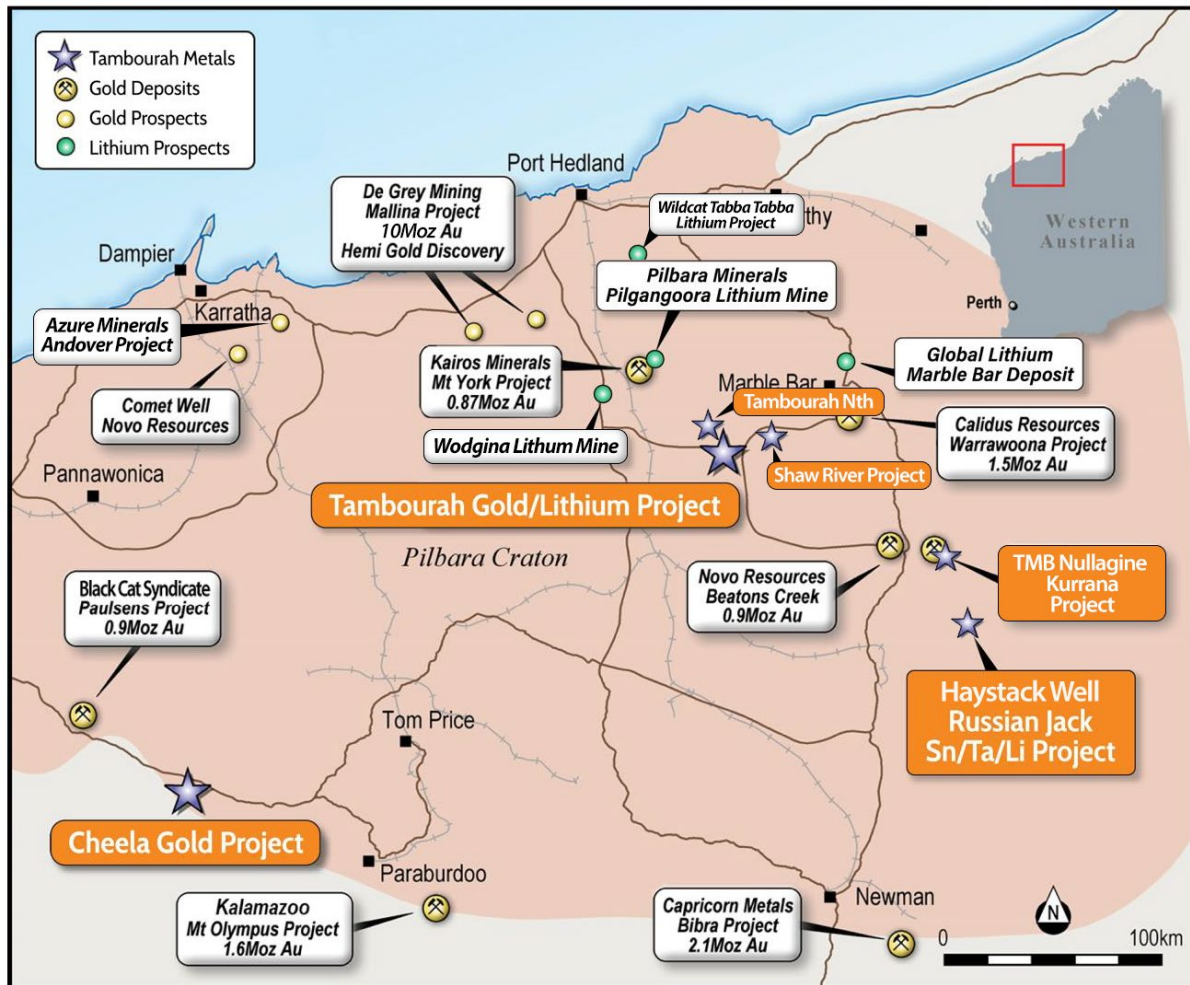 Tambourah Metals
Gold Deposits
Gold Prospects
Lithium Prospects
Port Hedland
De Grey Mining
Mallina Project
10Moz Au
Hemi Gold Discovery
Wildcat Tabba Tabba
Lithium Project
Western
Australia
Perth
Dampier
Karratha
Pilbara Minerals
Pilgangoora Lithium Mine
Azure Minerals
Andover Project
Kairos Minerals
Mt York Project
0.87Moz Au
Global Lithium
Marble Bar Deposit
Marble Bar
Comet Well
Novo Resources
Tambourah Nth
Wodgina Lithum Mine
Calidus Resources
Warrawoona Project
1.5Moz Au
Shaw River Project
Pannawonica
Tambourah Gold/Lithium Project
Pilbara Craton
Novo Resources
Beatons Creek
0.9Moz Au
TMB Nullagine
Kurrana
Project
Black Cat Syndicate
Paulsens Project
0.9Moz Au
Haystack Well
Russian Jack
Sn/Ta/Li Project
Tom Price
Cheela Gold Project
Paraburdoo
Kalamazoo
Mt Olympus Project
1.6Moz Au
Capricorn Metals
Bibra Project
2.1Moz Au
Newman
N
0 100km